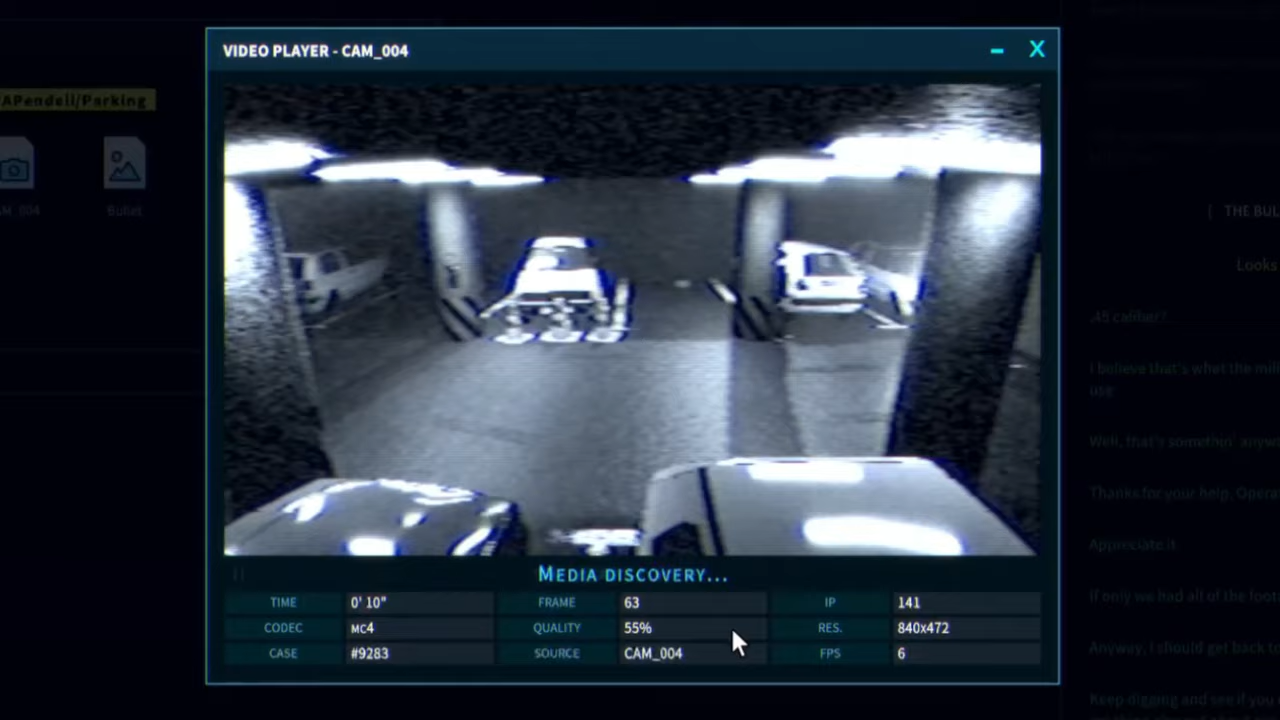 VIDEO PLAYER - CAM_004
– X
APendell/Parking
AM_004
Bullet
MEDIA DISCOVERY...
TIME 0' 10" FRAME 63 IP 141
CODEC MC4 QUALITY 55% RES. 840x472
CASE #9283 SOURCE CAM_004 FPS 6
[ THE BUL
Looks
.45 caliber?
I believe that's what the mili
use
Well, that's somethin' anyw
Thanks for your help, Opera
Appreciate it.
If only we had all of the foota
Anyway, I should get back to
Keep digging and see if you